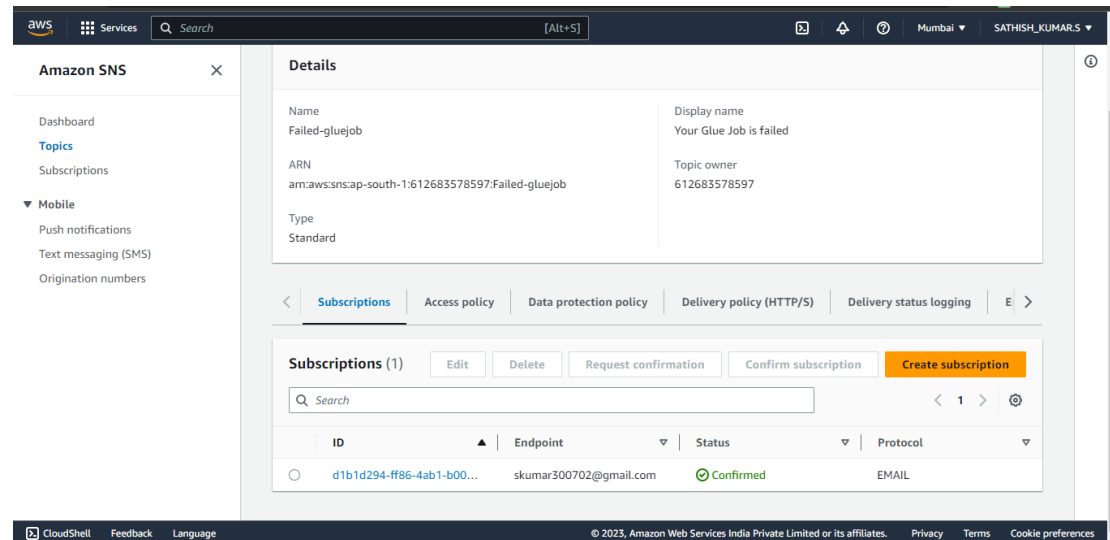 aws Services Search [Alt+S] Mumbai SATHISH_KUMAR.S
Amazon SNS
Dashboard
Topics
Subscriptions
Mobile
Push notifications
Text messaging (SMS)
Origination numbers
Details
Name
Failed-gluejob
ARN
arn:aws:sns:ap-south-1:612683578597:Failed-gluejob
Type
Standard
Display name
Your Glue Job is failed
Topic owner
612683578597
Subscriptions Access policy Data protection policy Delivery policy (HTTP/S) Delivery status logging E
Subscriptions (1) Edit Delete Request confirmation Confirm subscription Create subscription
Search 1
ID Endpoint Status Protocol
d1b1d294-ff86-4ab1-b00... skumar300702@gmail.com Confirmed EMAIL
CloudShell Feedback Language © 2023, Amazon Web Services India Private Limited or its affiliates. Privacy Terms Cookie preferences